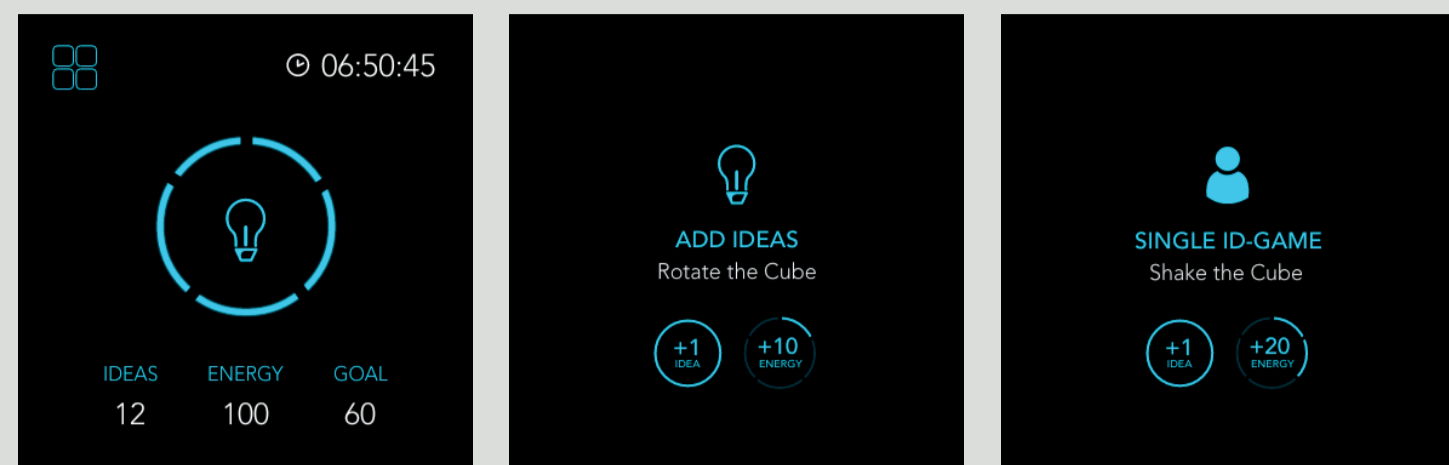 06:50:45
IDEAS ENERGY GOAL
12 100 60
ADD IDEAS
Rotate the Cube
+1 +10
IDEA ENERGY
SINGLE ID-GAME
Shake the Cube
+1 +20
IDEA ENERGY